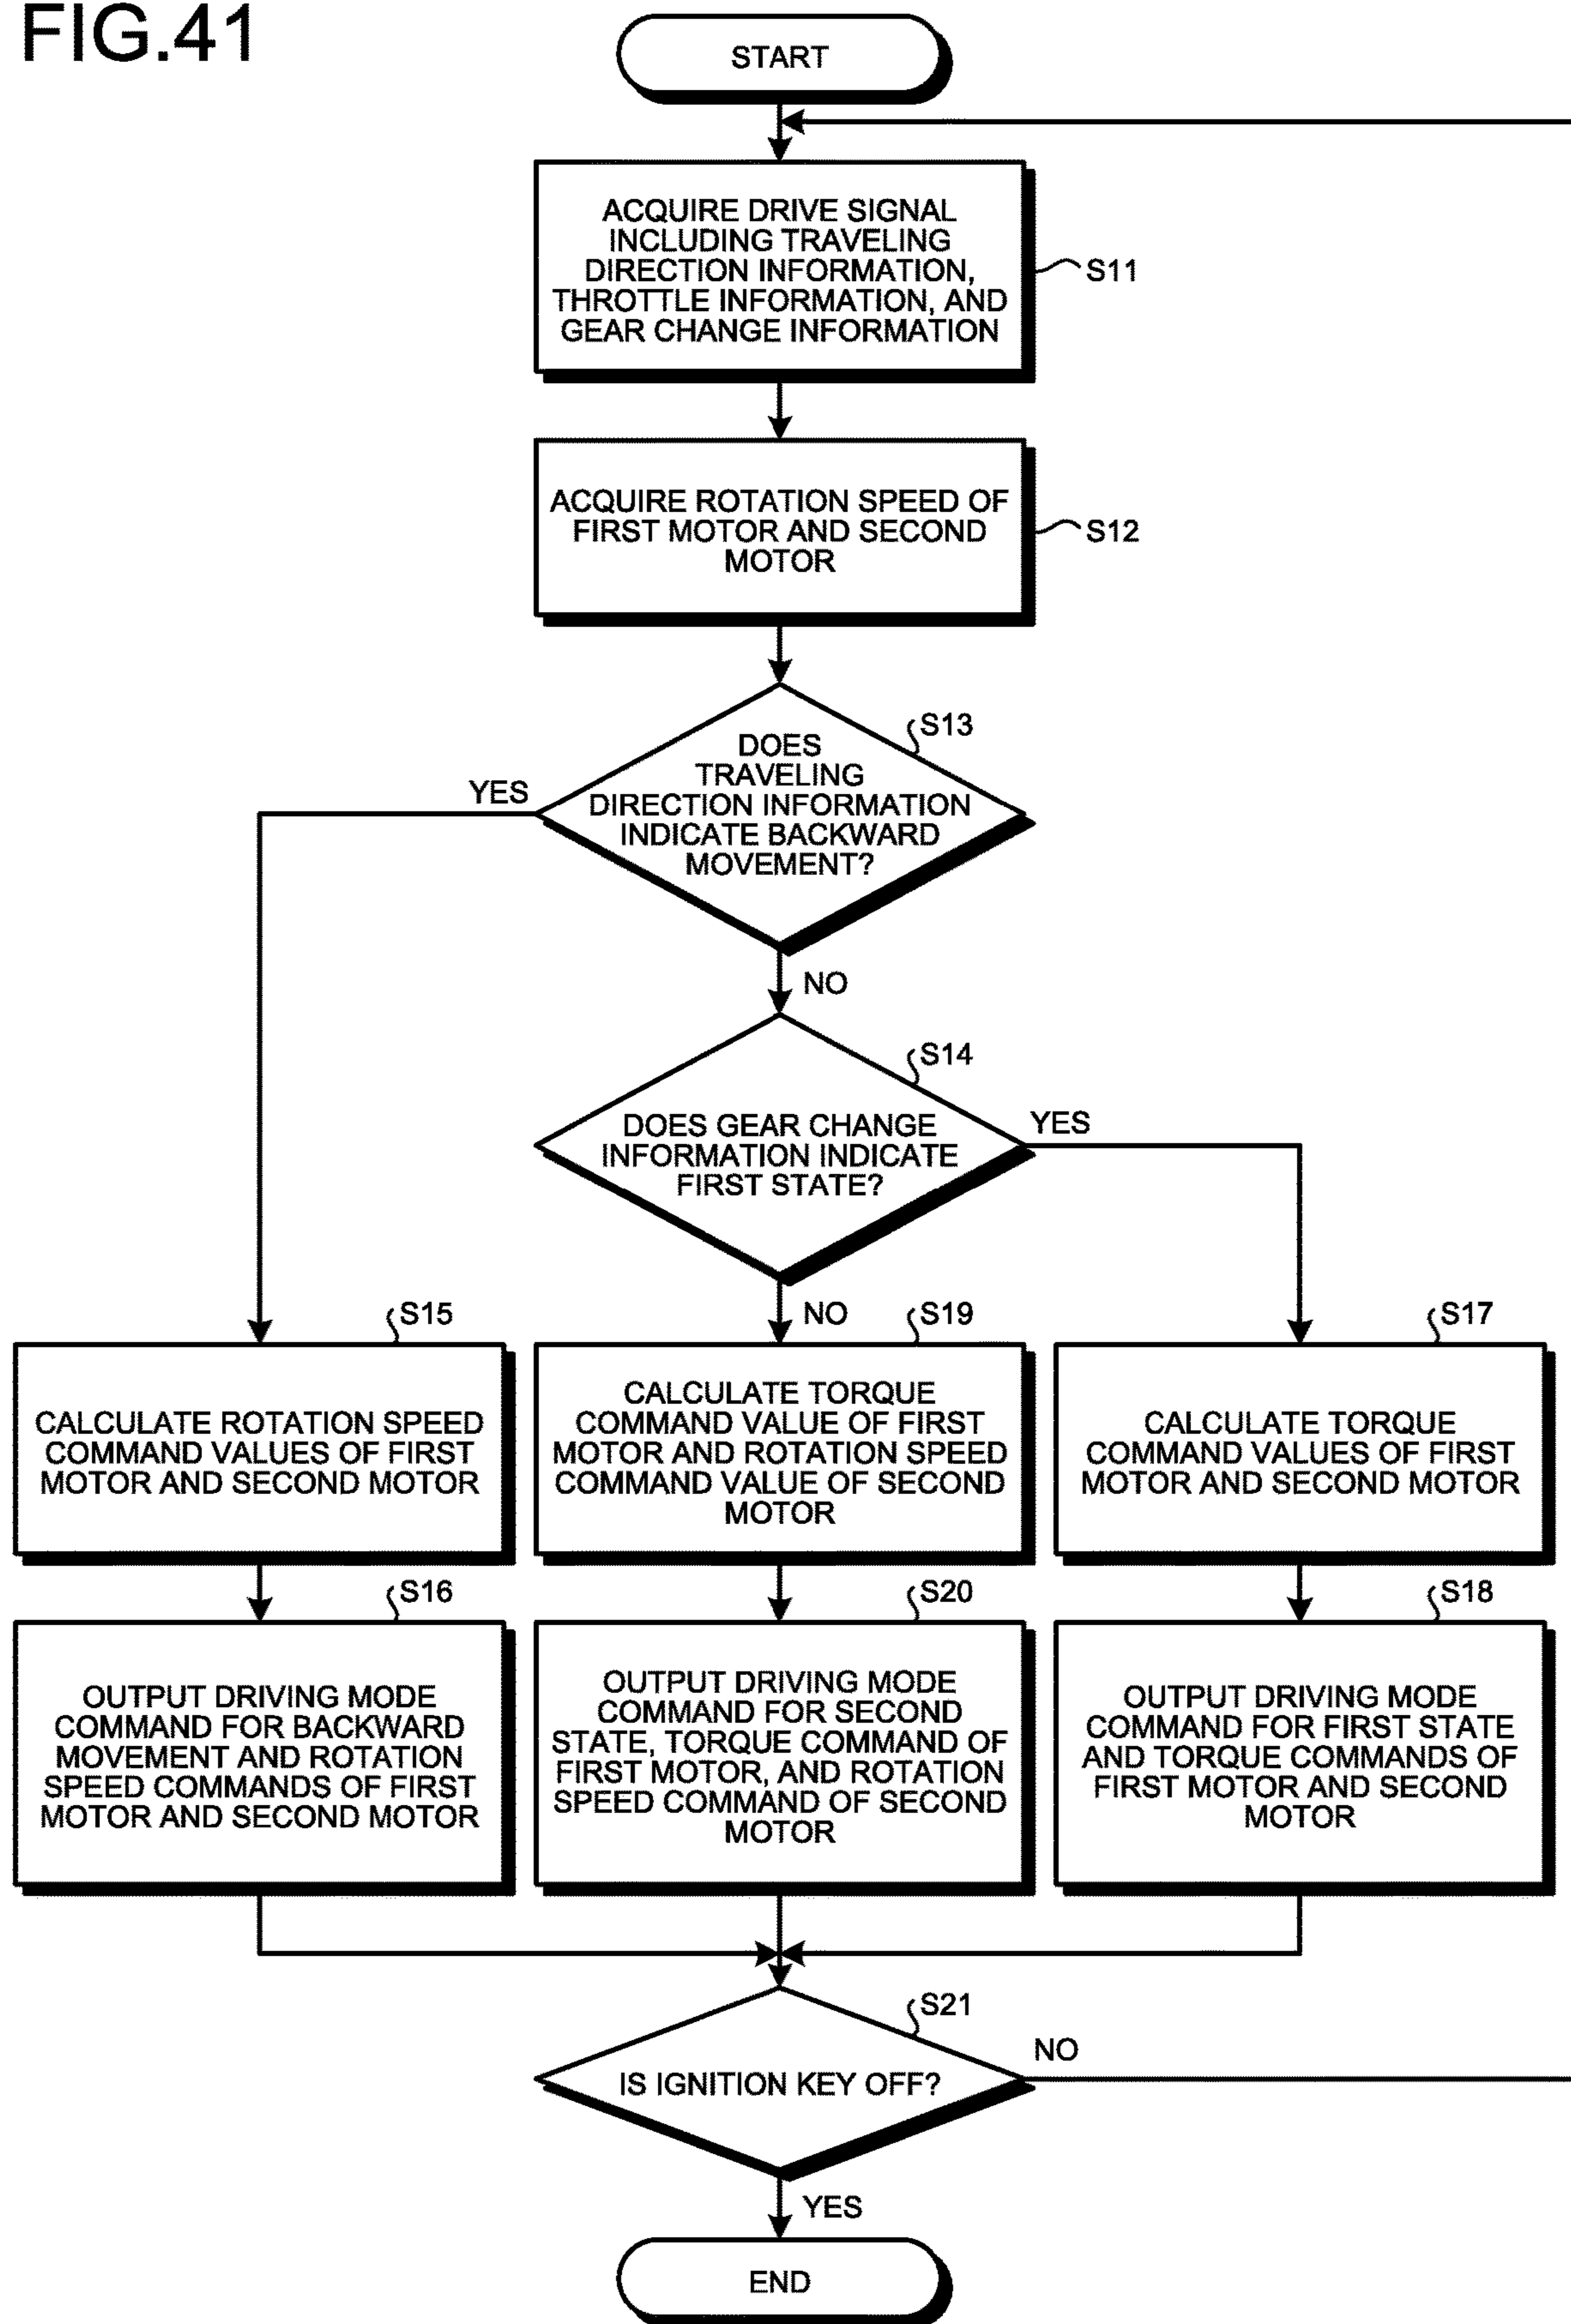 FIG.41
START
ACQUIRE DRIVE SIGNAL
INCLUDING TRAVELING
DIRECTION INFORMATION,
THROTTLE INFORMATION, AND
GEAR CHANGE INFORMATION
S11
ACQUIRE ROTATION SPEED OF
FIRST MOTOR AND SECOND
MOTOR
S12
S13
DOES
TRAVELING
DIRECTION INFORMATION
INDICATE BACKWARD
MOVEMENT?
YES
NO
S14
DOES GEAR CHANGE
INFORMATION INDICATE
FIRST STATE?
YES
NO
S15
CALCULATE ROTATION SPEED
COMMAND VALUES OF FIRST
MOTOR AND SECOND MOTOR
S19
CALCULATE TORQUE
COMMAND VALUE OF FIRST
MOTOR AND ROTATION SPEED
COMMAND VALUE OF SECOND
MOTOR
S17
CALCULATE TORQUE
COMMAND VALUES OF FIRST
MOTOR AND SECOND MOTOR
S16
OUTPUT DRIVING MODE
COMMAND FOR BACKWARD
MOVEMENT AND ROTATION
SPEED COMMANDS OF FIRST
MOTOR AND SECOND MOTOR
S20
OUTPUT DRIVING MODE
COMMAND FOR SECOND
STATE, TORQUE COMMAND OF
FIRST MOTOR, AND ROTATION
SPEED COMMAND OF SECOND
MOTOR
S18
OUTPUT DRIVING MODE
COMMAND FOR FIRST STATE
AND TORQUE COMMANDS OF
FIRST MOTOR AND SECOND
MOTOR
S21
IS IGNITION KEY OFF?
NO
YES
END